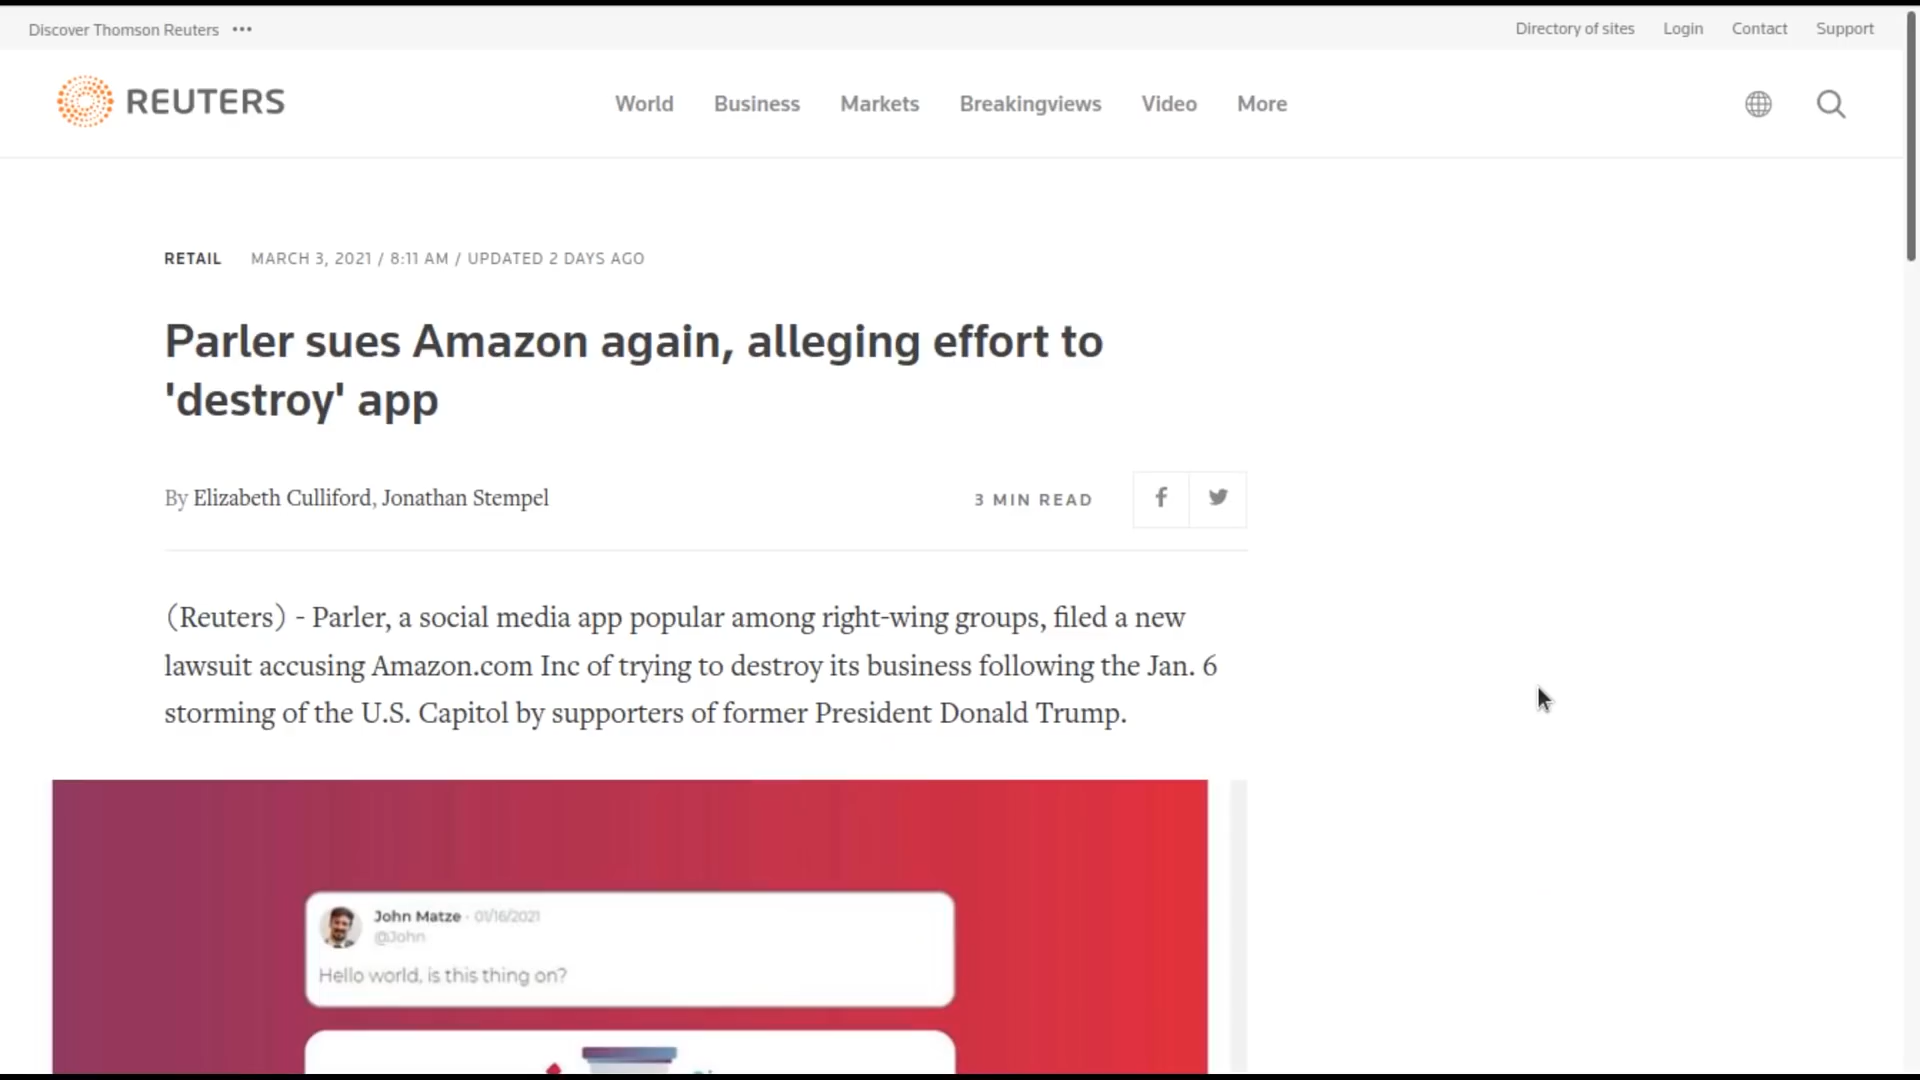 Discover Thomson Reuters •••
Directory of sites Login Contact Support
REUTERS
World Business Markets Breakingviews Video More
RETAIL MARCH 3, 2021 / 8:11 AM / UPDATED 2 DAYS AGO
Parler sues Amazon again, alleging effort to
'destroy' app
By Elizabeth Culliford, Jonathan Stempel
3 MIN READ
(Reuters) - Parler, a social media app popular among right-wing groups, filed a new
lawsuit accusing Amazon.com Inc of trying to destroy its business following the Jan. 6
storming of the U.S. Capitol by supporters of former President Donald Trump.
John Matze · 01/16/2021
@John
Hello world, is this thing on?